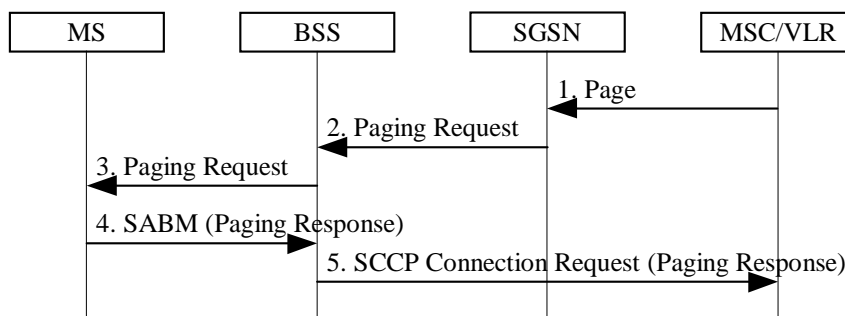 MS BSS SGSN MSC/VLR
1. Page
2. Paging Request
3. Paging Request
4. SABM (Paging Response)
5. SCCP Connection Request (Paging Response)